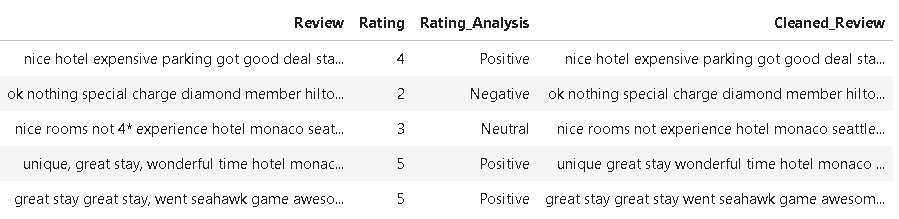 Review Rating Rating_Analysis Cleaned_Review
nice hotel expensive parking got good deal sta... 4 Positive nice hotel expensive parking got good deal sta...
ok nothing special charge diamond member hilto... 2 Negative ok nothing special charge diamond member hilto...
nice rooms not 4* experience hotel monaco seat... 3 Neutral nice rooms not experience hotel monaco seattle...
unique, great stay, wonderful time hotel monac... 5 Positive unique great stay wonderful time hotel monaco ...
great stay great stay, went seahawk game aweso... 5 Positive great stay great stay went seahawk game awesom...